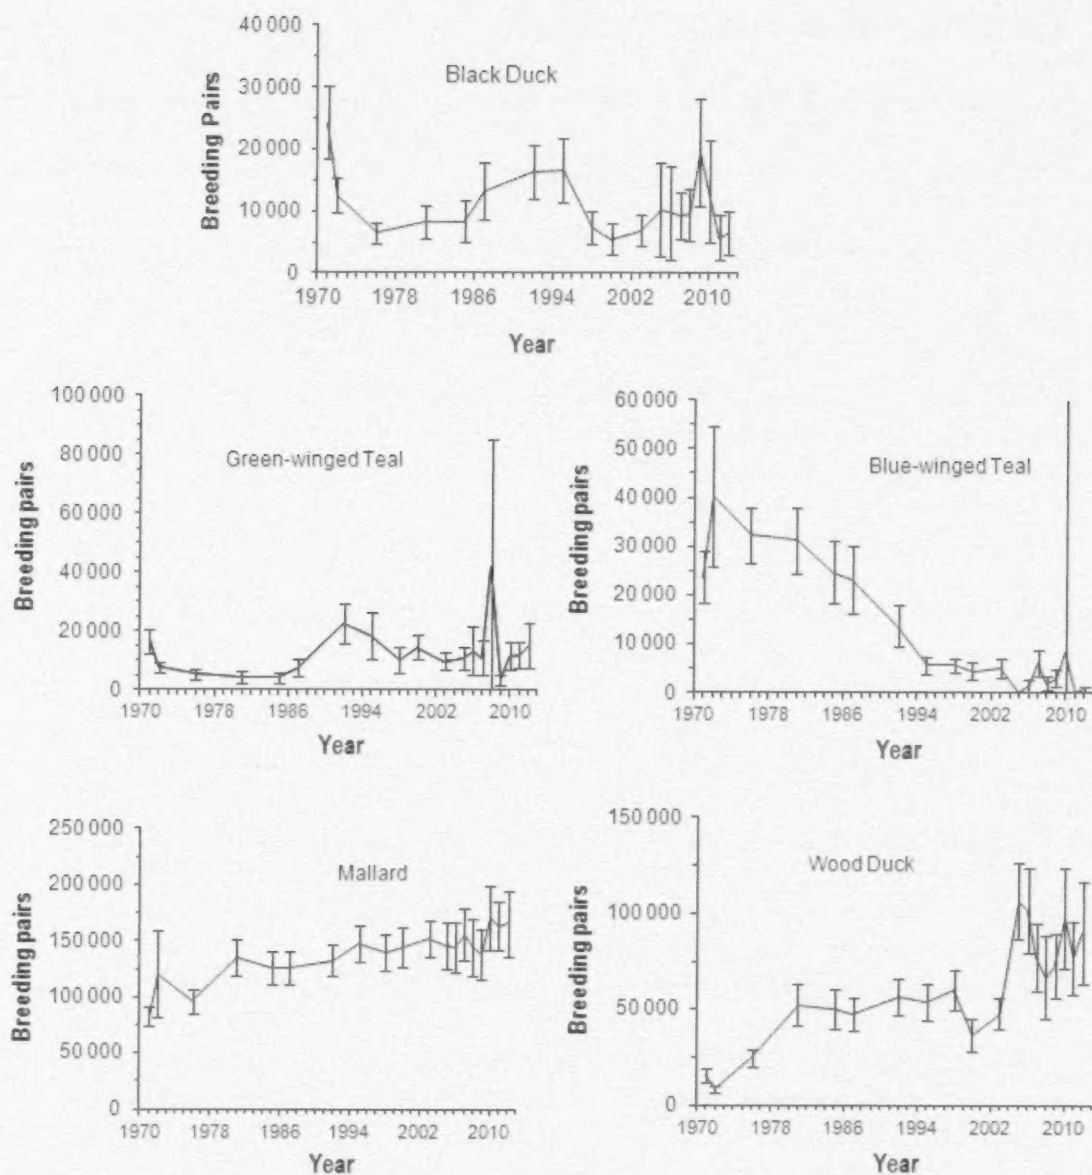 40 000
30 000
20 000
10 000
0
Breeding Pairs
Black Duck
1970 1978 1986 1994 2002 2010
Year
100 000
80 000
60 000
40 000
20 000
0
Breeding pairs
Green-winged Teal
1970 1978 1986 1994 2002 2010
Year
60 000
50 000
40 000
30 000
20 000
10 000
0
Breeding pairs
Blue-winged Teal
1970 1978 1986 1994 2002 2010
Year
250 000
200 000
150 000
100 000
50 000
0
Breeding pairs
Mallard
1970 1978 1986 1994 2002 2010
Year
150 000
100 000
50 000
0
Breeding pairs
Wood Duck
1970 1978 1986 1994 2002 2010
Year